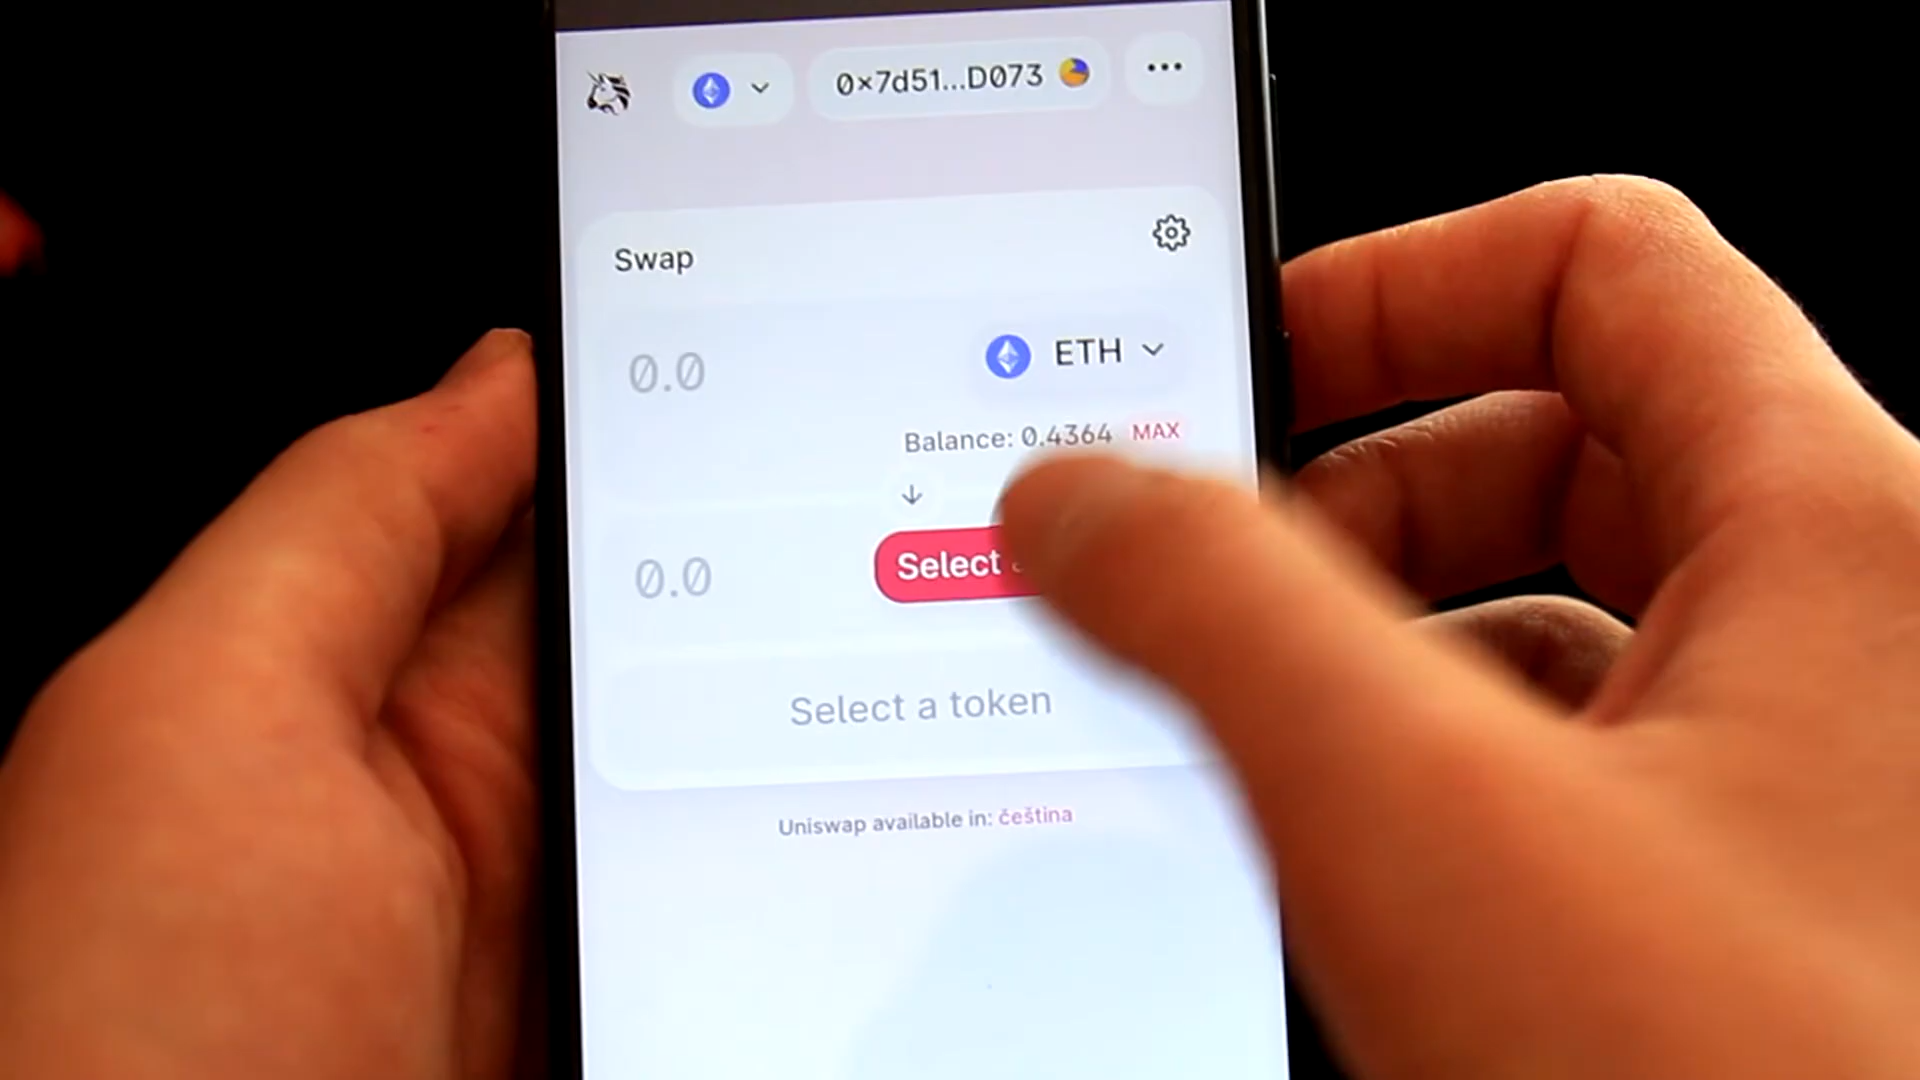 0x7d51...D073
Swap
0.0
ETH
Balance: 0.4364 MAX
0.0
Select
Select a token
Uniswap available in: čeština